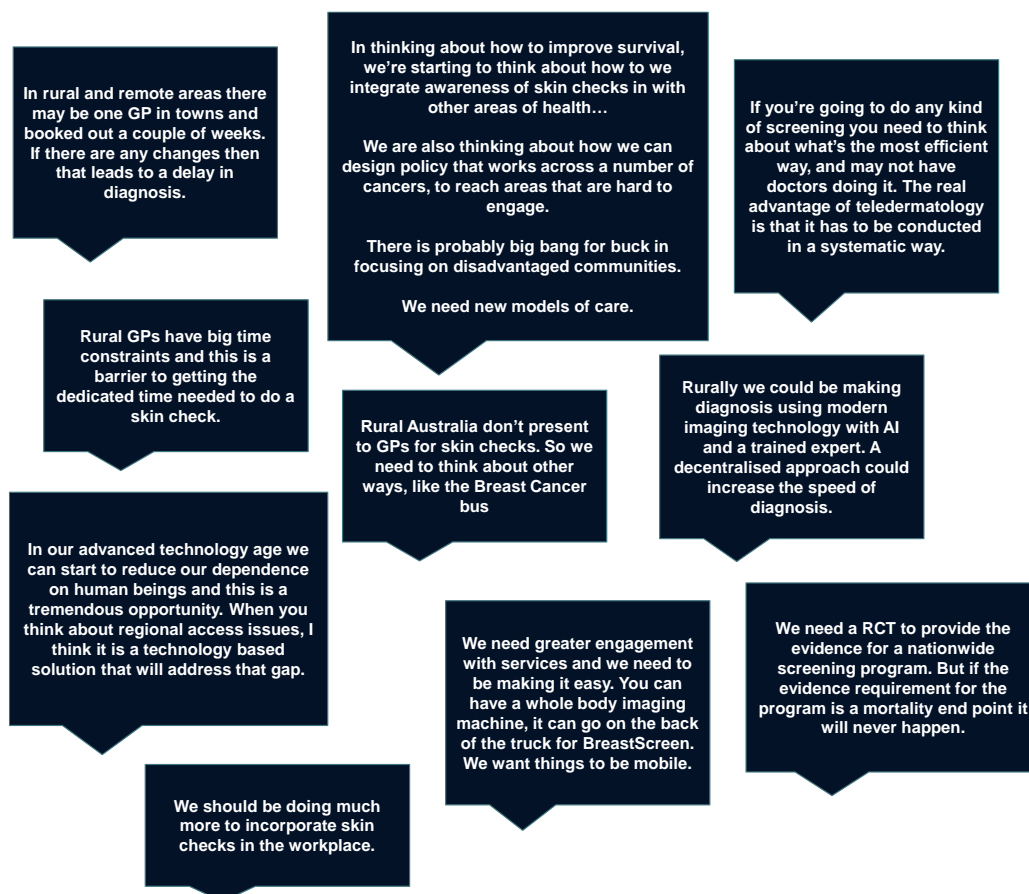 In rural and remote areas there
may be one GP in towns and
booked out a couple of weeks.
If there are any changes then
that leads to a delay in
diagnosis.
In thinking about how to improve survival,
we're starting to think about how to we
integrate awareness of skin checks in with
other areas of health…
We are also thinking about how we can
design policy that works across a number of
cancers, to reach areas that are hard to
engage.
There is probably big bang for buck in
focusing on disadvantaged communities.
We need new models of care.
If you're going to do any kind
of screening you need to think
about what's the most efficient
way, and may not have
doctors doing it. The real
advantage of teledermatology
is that it has to be conducted
in a systematic way.
Rural GPs have big time
constraints and this is a
barrier to getting the
dedicated time needed to do a
skin check.
Rural Australia don't present
to GPs for skin checks. So we
need to think about other
ways, like the Breast Cancer
bus
Rurally we could be making
diagnosis using modern
imaging technology with AI
and a trained expert. A
decentralised approach could
increase the speed of
diagnosis.
In our advanced technology age we
can start to reduce our dependence
on human beings and this is a
tremendous opportunity. When you
think about regional access issues, I
think it is a technology based
solution that will address that gap.
We need greater engagement
with services and we need to
be making it easy. You can
have a whole body imaging
machine, it can go on the back
of the truck for BreastScreen.
We want things to be mobile.
We need a RCT to provide the
evidence for a nationwide
screening program. But if the
evidence requirement for the
program is a mortality end point it
will never happen.
We should be doing much
more to incorporate skin
checks in the workplace.